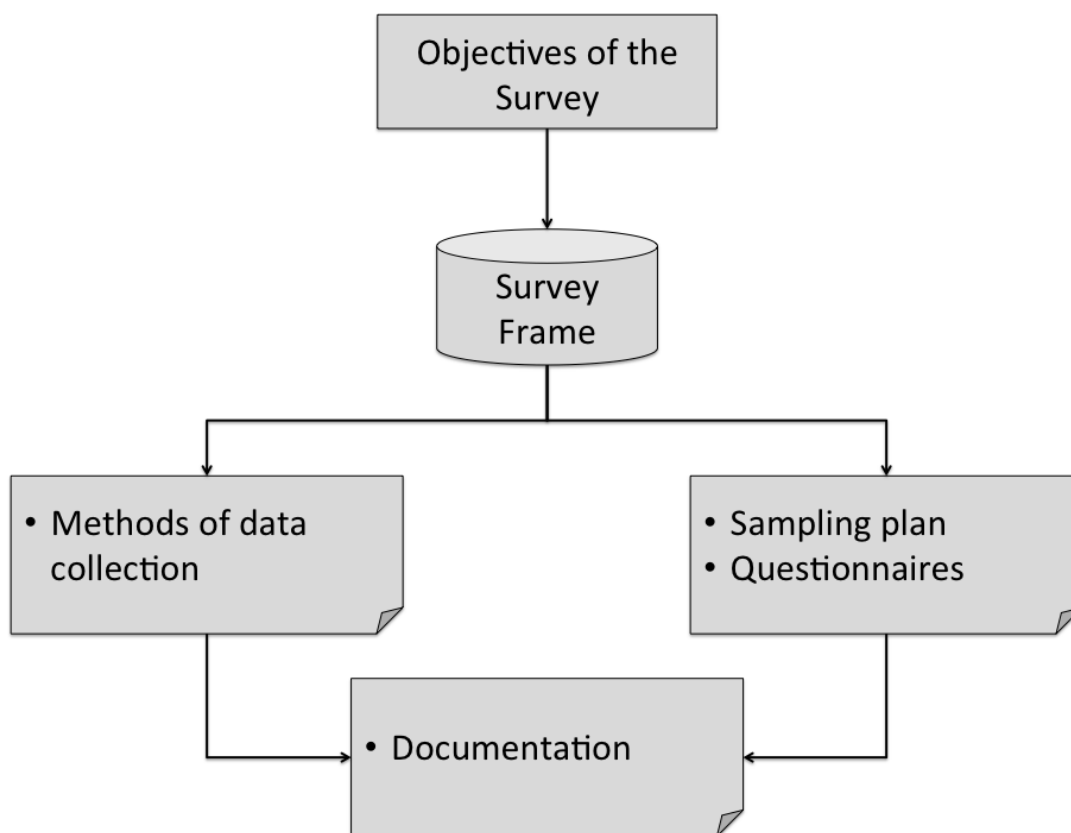 Objectives of the
Survey
Survey
Frame
• Methods of data
collection
• Sampling plan
• Questionnaires
• Documentation